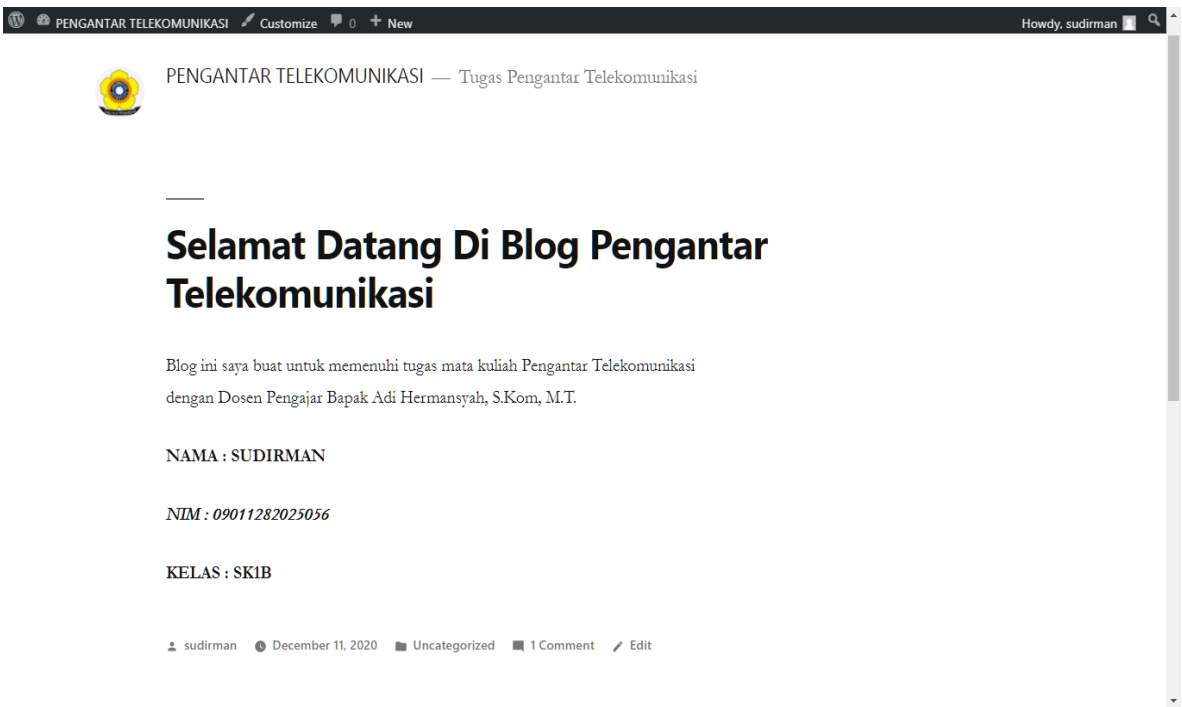 PENGANTAR TELEKOMUNIKASI Customize 0 New Howdy, sudirman
PENGANTAR TELEKOMUNIKASI — Tugas Pengantar Telekomunikasi
Selamat Datang Di Blog Pengantar
Telekomunikasi
Blog ini saya buat untuk memenuhi tugas mata kuliah Pengantar Telekomunikasi
dengan Dosen Pengajar Bapak Adi Hermansyah, S.Kom, M.T.
NAMA : SUDIRMAN
NIM : 09011282025056
KELAS : SK1B
sudirman December 11, 2020 Uncategorized 1 Comment Edit